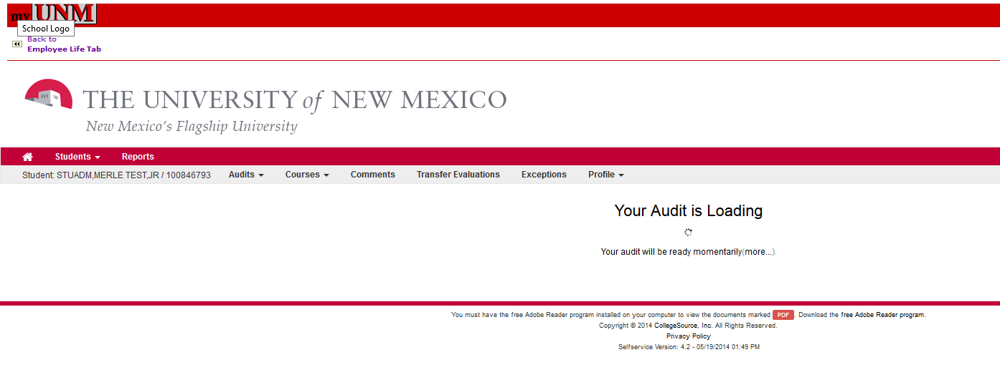 my UNM
School Logo
Back to
Employee Life Tab
THE UNIVERSITY of NEW MEXICO
New Mexico's Flagship University
Students Reports
Student: STUADM,MERLE TEST,JR / 100846793 Audits Courses Comments Transfer Evaluations Exceptions Profile
Your Audit is Loading
Your audit will be ready momentarily(more...).
You must have the free Adobe Reader program installed on your computer to view the documents marked PDF. Download the free Adobe Reader program.
Copyright © 2014 CollegeSource, Inc. All Rights Reserved.
Privacy Policy
Selfservice Version: 4.2 - 05/19/2014 01:49 PM